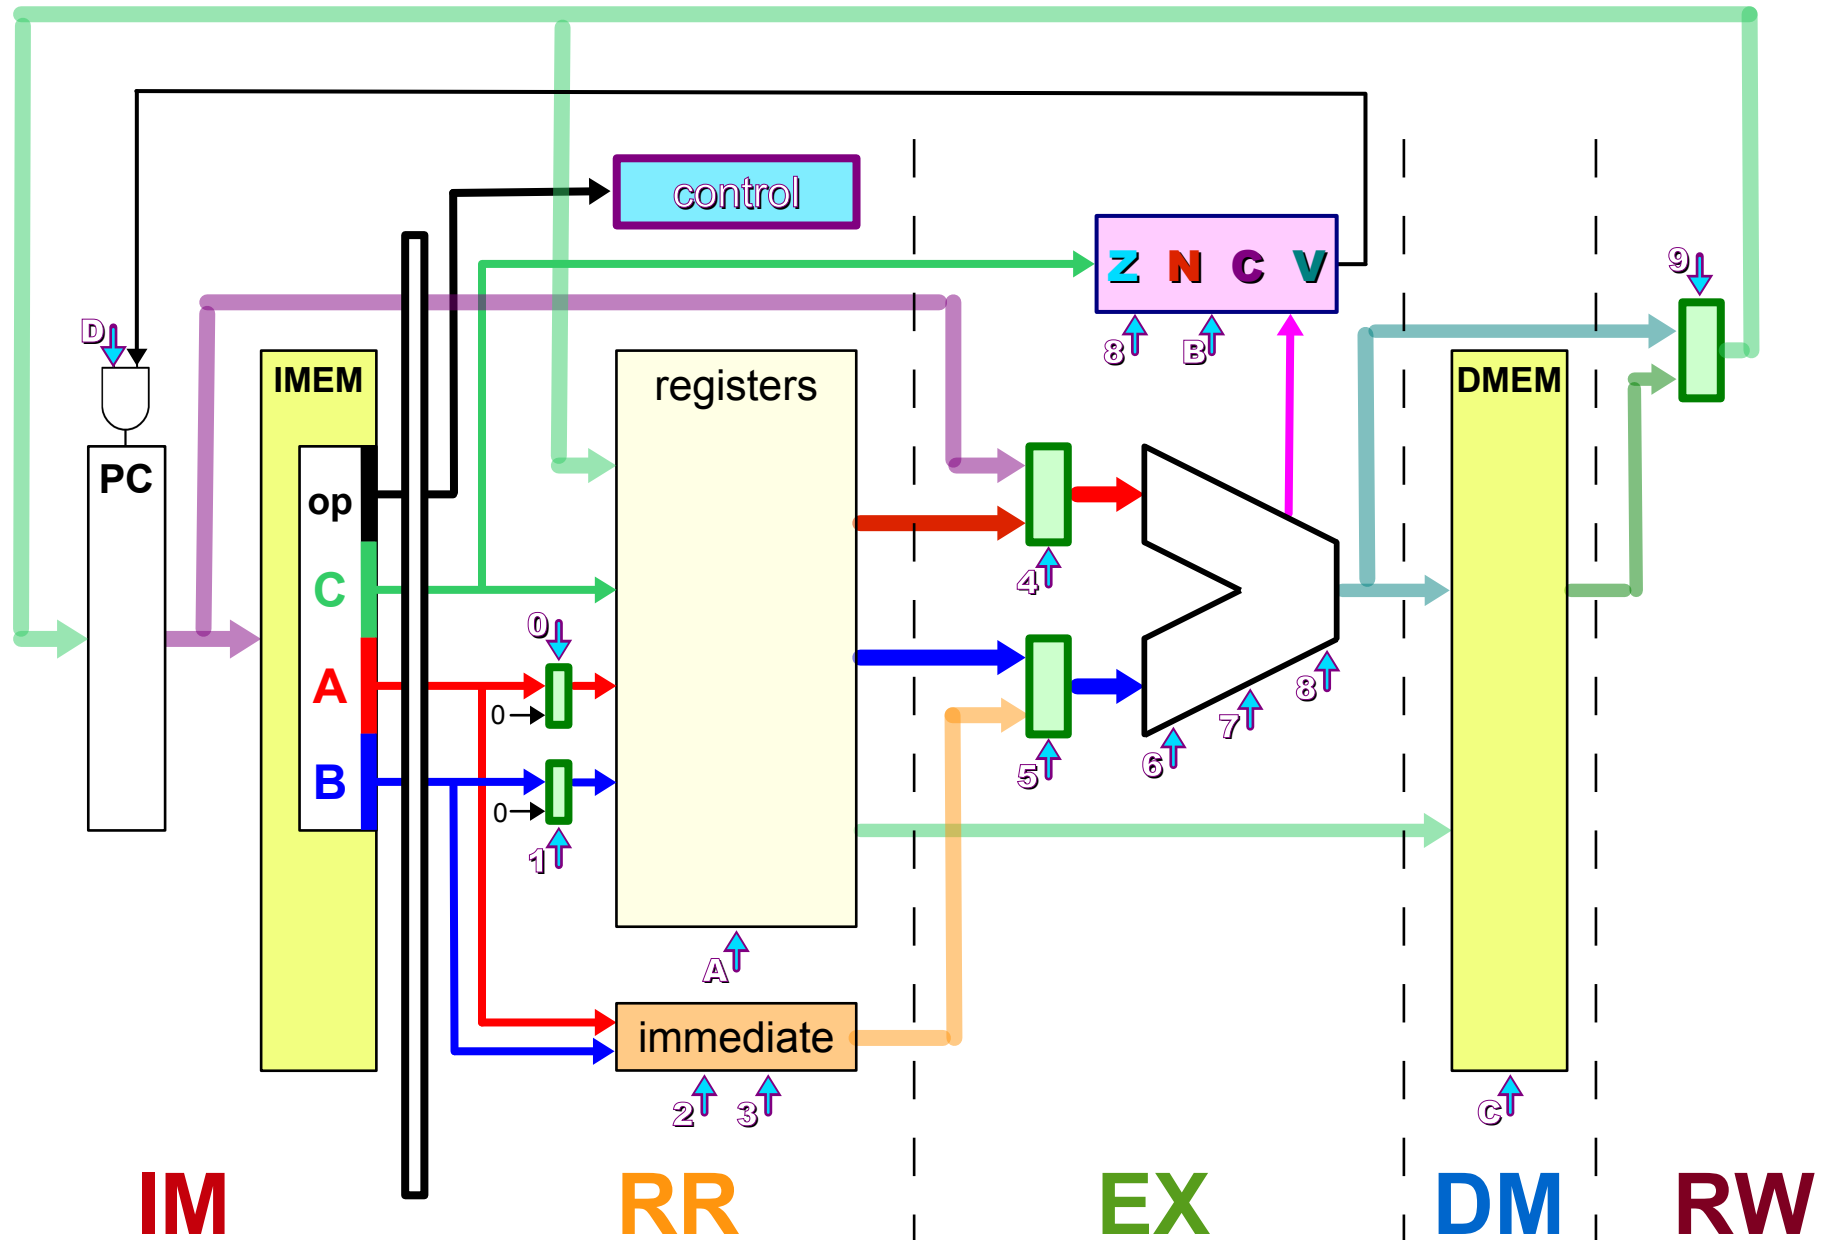 control
Z N C V
9
D
8 B
IMEM
registers
DMEM
PC
op
C
4
0
A
0
8
7
B
0
6
5
1
A
immediate
2 3
C
IM RR EX DM RW